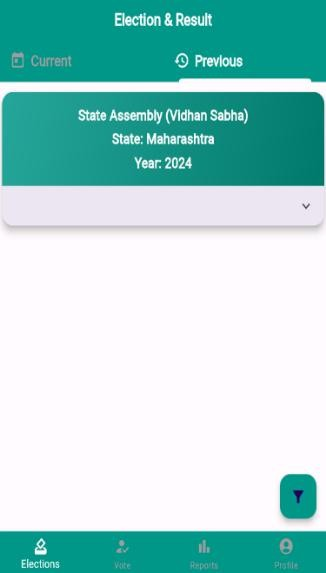 Election & Result
Current
Previous
State Assembly (Vidhan Sabha)
State: Maharashtra
Year: 2024
Elections
Vote
Reports
Profile